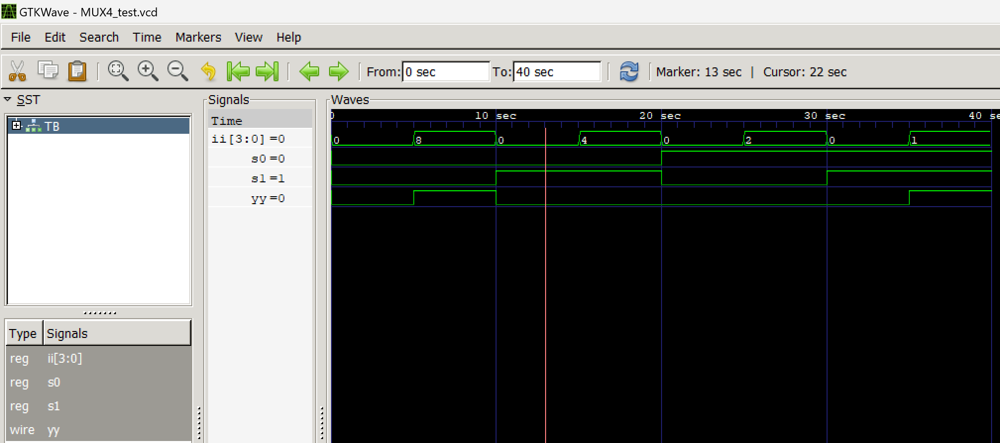 GTKWave - MUX4_test.vcd
File Edit Search Time Markers View Help
From: 0 sec To: 40 sec Marker: 13 sec | Cursor: 22 sec
SST
TB
Type Signals
reg ii[3:0]
reg s0
reg s1
wire yy
Signals
Time
ii[3:0] =0
s0 =0
s1 =1
yy =0
Waves
0 10 sec 20 sec 30 sec 40 se
0 8 0 4 0 2 0 1